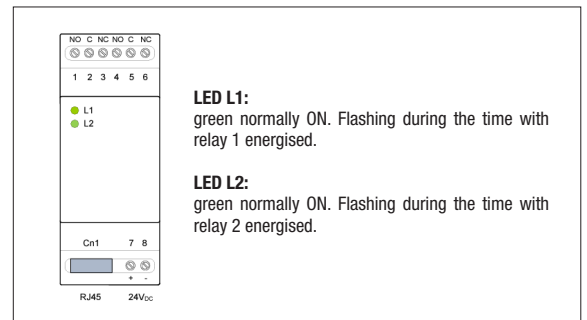 NO C NC NO C NC
1 2 3 4 5 6
L1
L2
Cn1 7 8
+ -
RJ45 24VDC
LED L1:
green normally ON. Flashing during the time with
relay 1 energised.
LED L2:
green normally ON. Flashing during the time with
relay 2 energised.